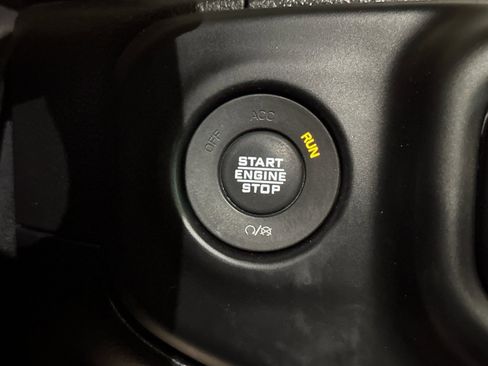 OFF
ACC
RUN
START
ENGINE
STOP